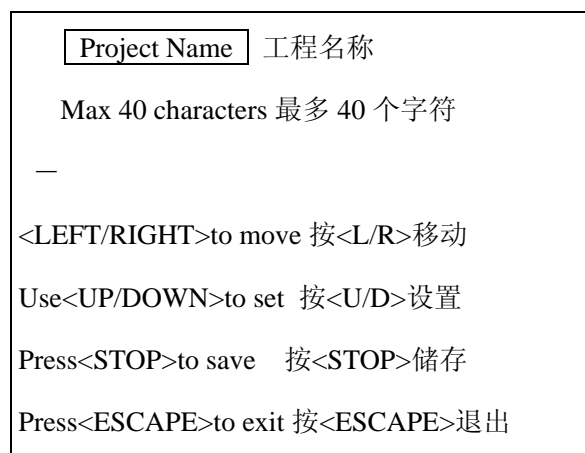 Project Name 工程名称
Max 40 characters 最多 40 个字符
—
<LEFT/RIGHT>to move 按<L/R>移动
Use<UP/DOWN>to set 按<U/D>设置
Press<STOP>to save 按<STOP>储存
Press<ESCAPE>to exit 按<ESCAPE>退出